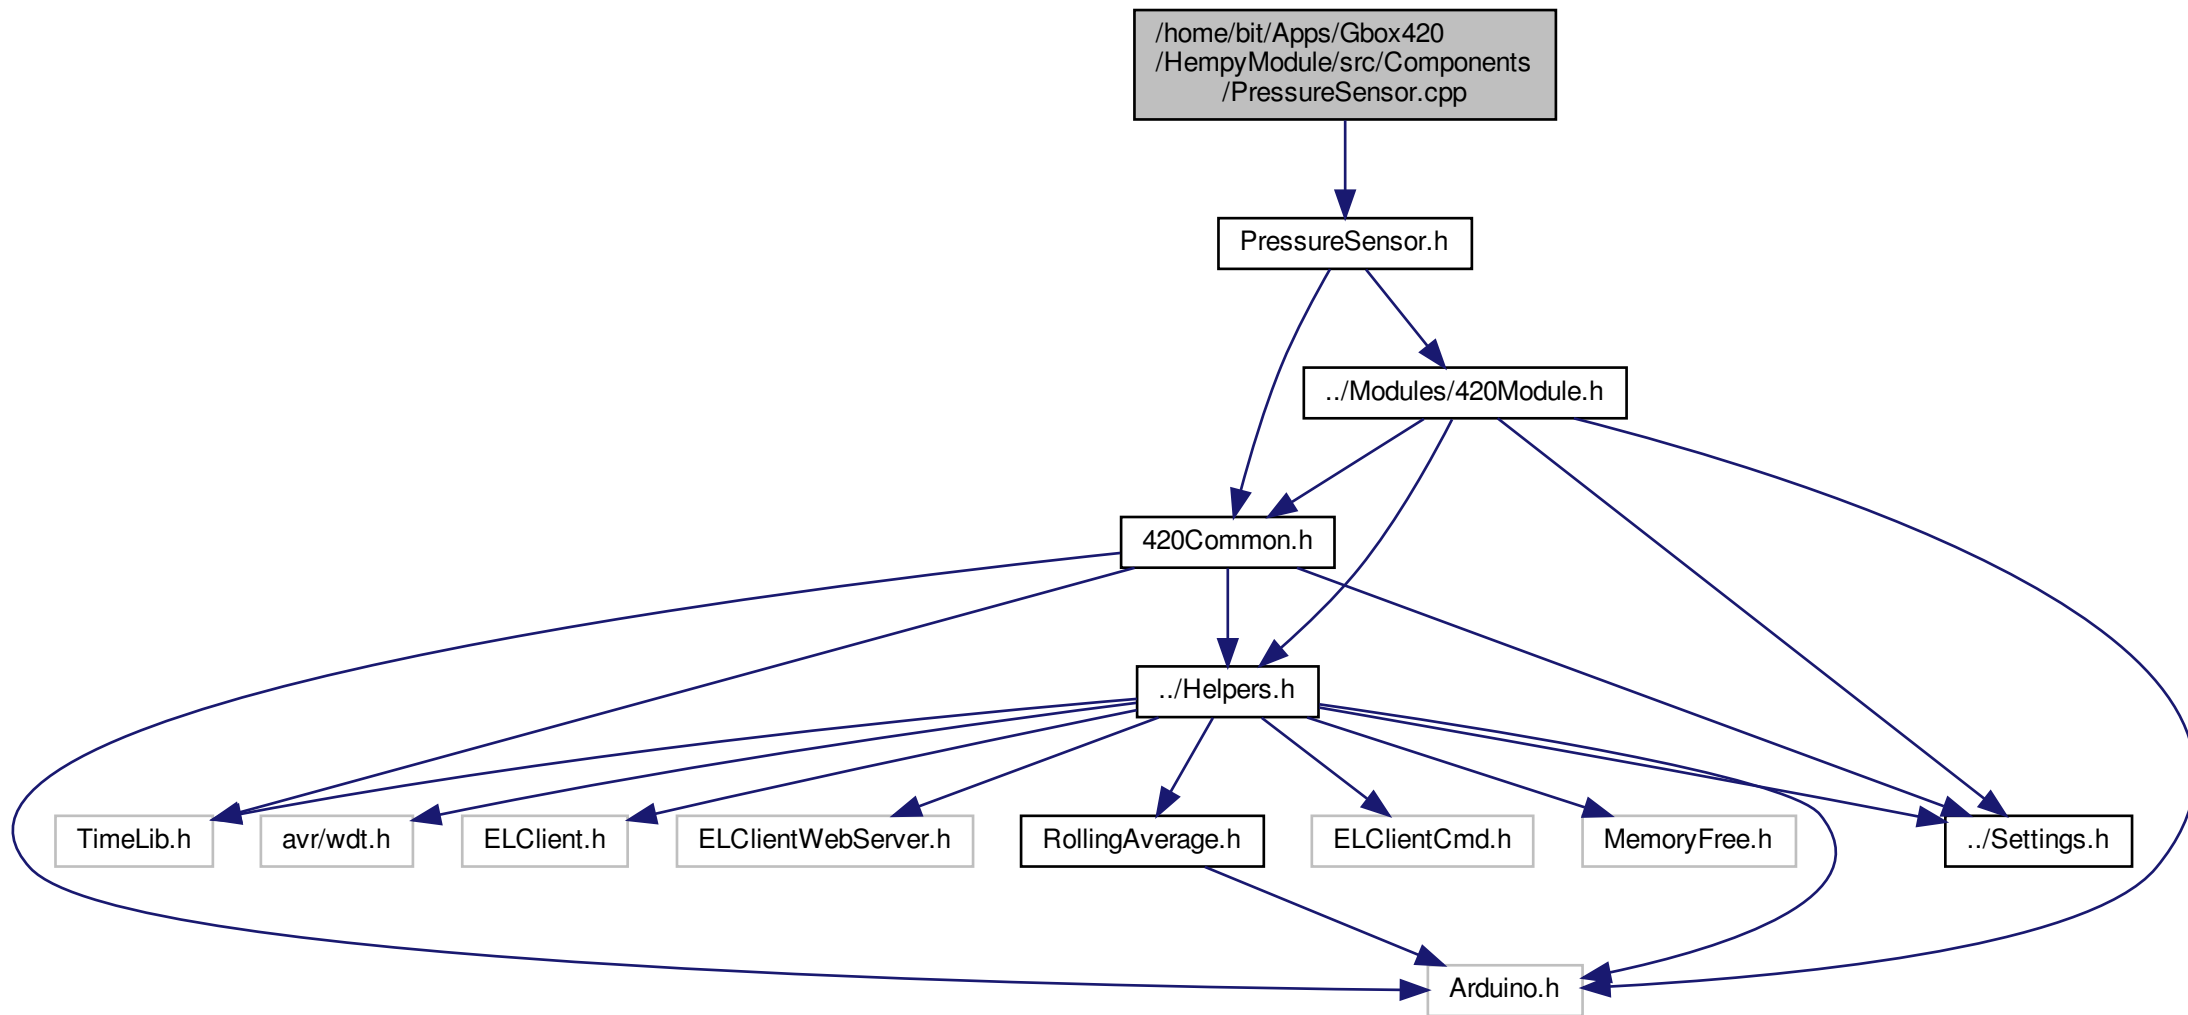 /home/bit/Apps/Gbox420
/HempyModule/src/Components
/PressureSensor.cpp
PressureSensor.h
../Modules/420Module.h
420Common.h
../Helpers.h
TimeLib.h
avr/wdt.h
ELClient.h
ELClientWebServer.h
RollingAverage.h
ELClientCmd.h
MemoryFree.h
../Settings.h
Arduino.h